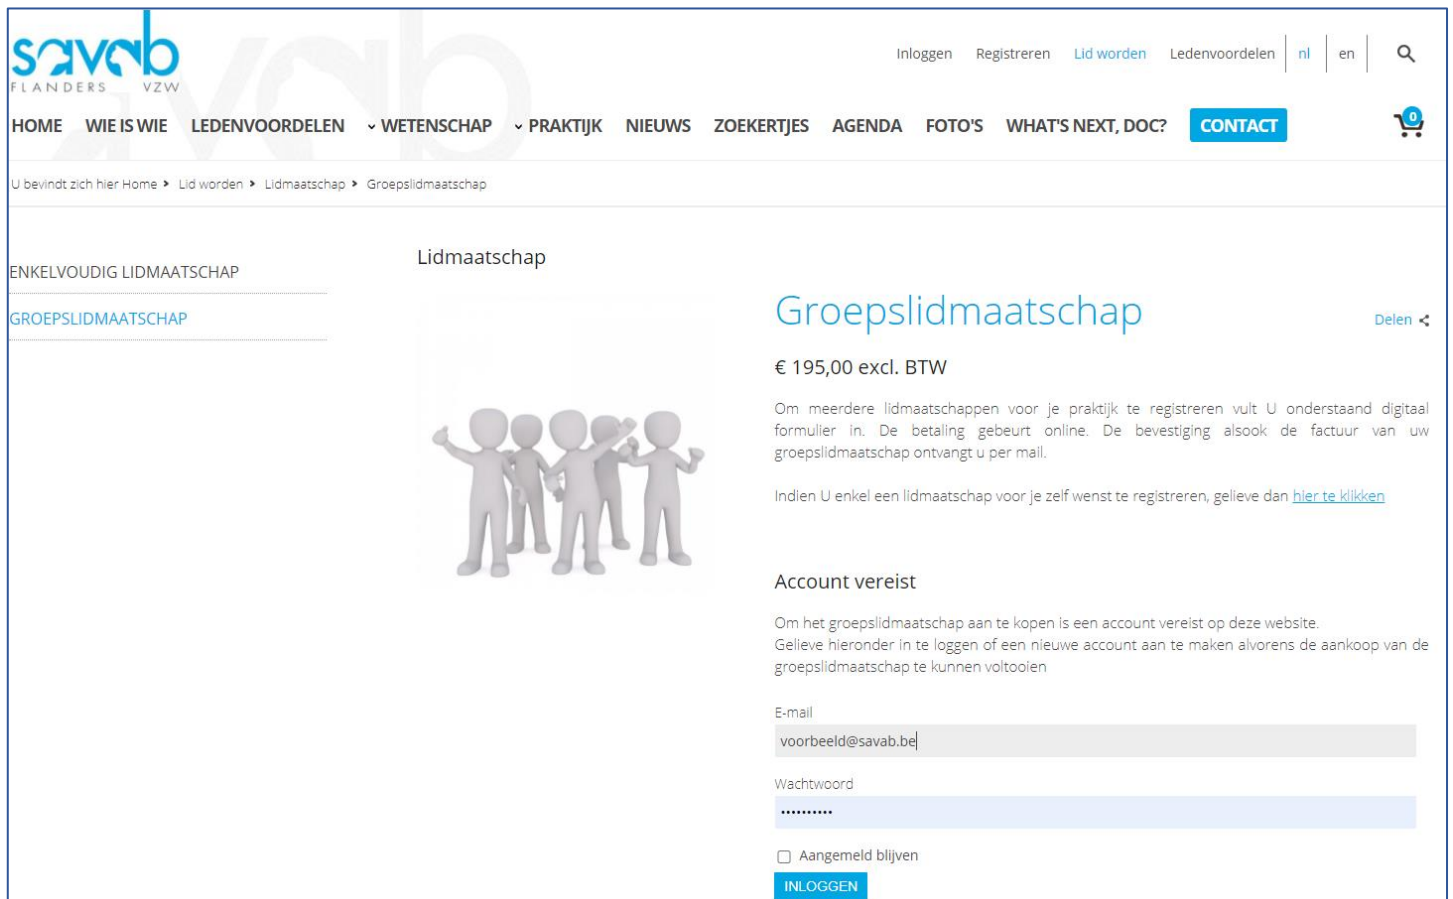 savab
FLANDERS VZW
Inloggen Registreren Lid worden Ledenvoordelen nl en
HOME WIE IS WIE LEDENVOORDELEN WETENSCHAP PRAKTIJK NIEUWS ZOEKERTJES AGENDA FOTO'S WHAT'S NEXT, DOC? CONTACT 0
U bevindt zich hier Home Lid worden Lidmaatschap Groepslidmaatschap
ENKELVOUDIG LIDMAATSCHAP
GROEPSLIDMAATSCHAP
Lidmaatschap
Groepslidmaatschap
Delen
€ 195,00 excl. BTW
Om meerdere lidmaatschappen voor je praktijk te registreren vult U onderstaand digitaal
formulier in. De betaling gebeurt online. De bevestiging alsook de factuur van uw
groepslidmaatschap ontvangt u per mail.
Indien U enkel een lidmaatschap voor je zelf wenst te registreren, gelieve dan hier te klikken
Account vereist
Om het groepslidmaatschap aan te kopen is een account vereist op deze website.
Gelieve hieronder in te loggen of een nieuwe account aan te maken alvorens de aankoop van de
groepslidmaatschap te kunnen voltooien
E-mail
voorbeeld@savab.be
Wachtwoord
••••••••••
Aangemeld blijven
INLOGGEN